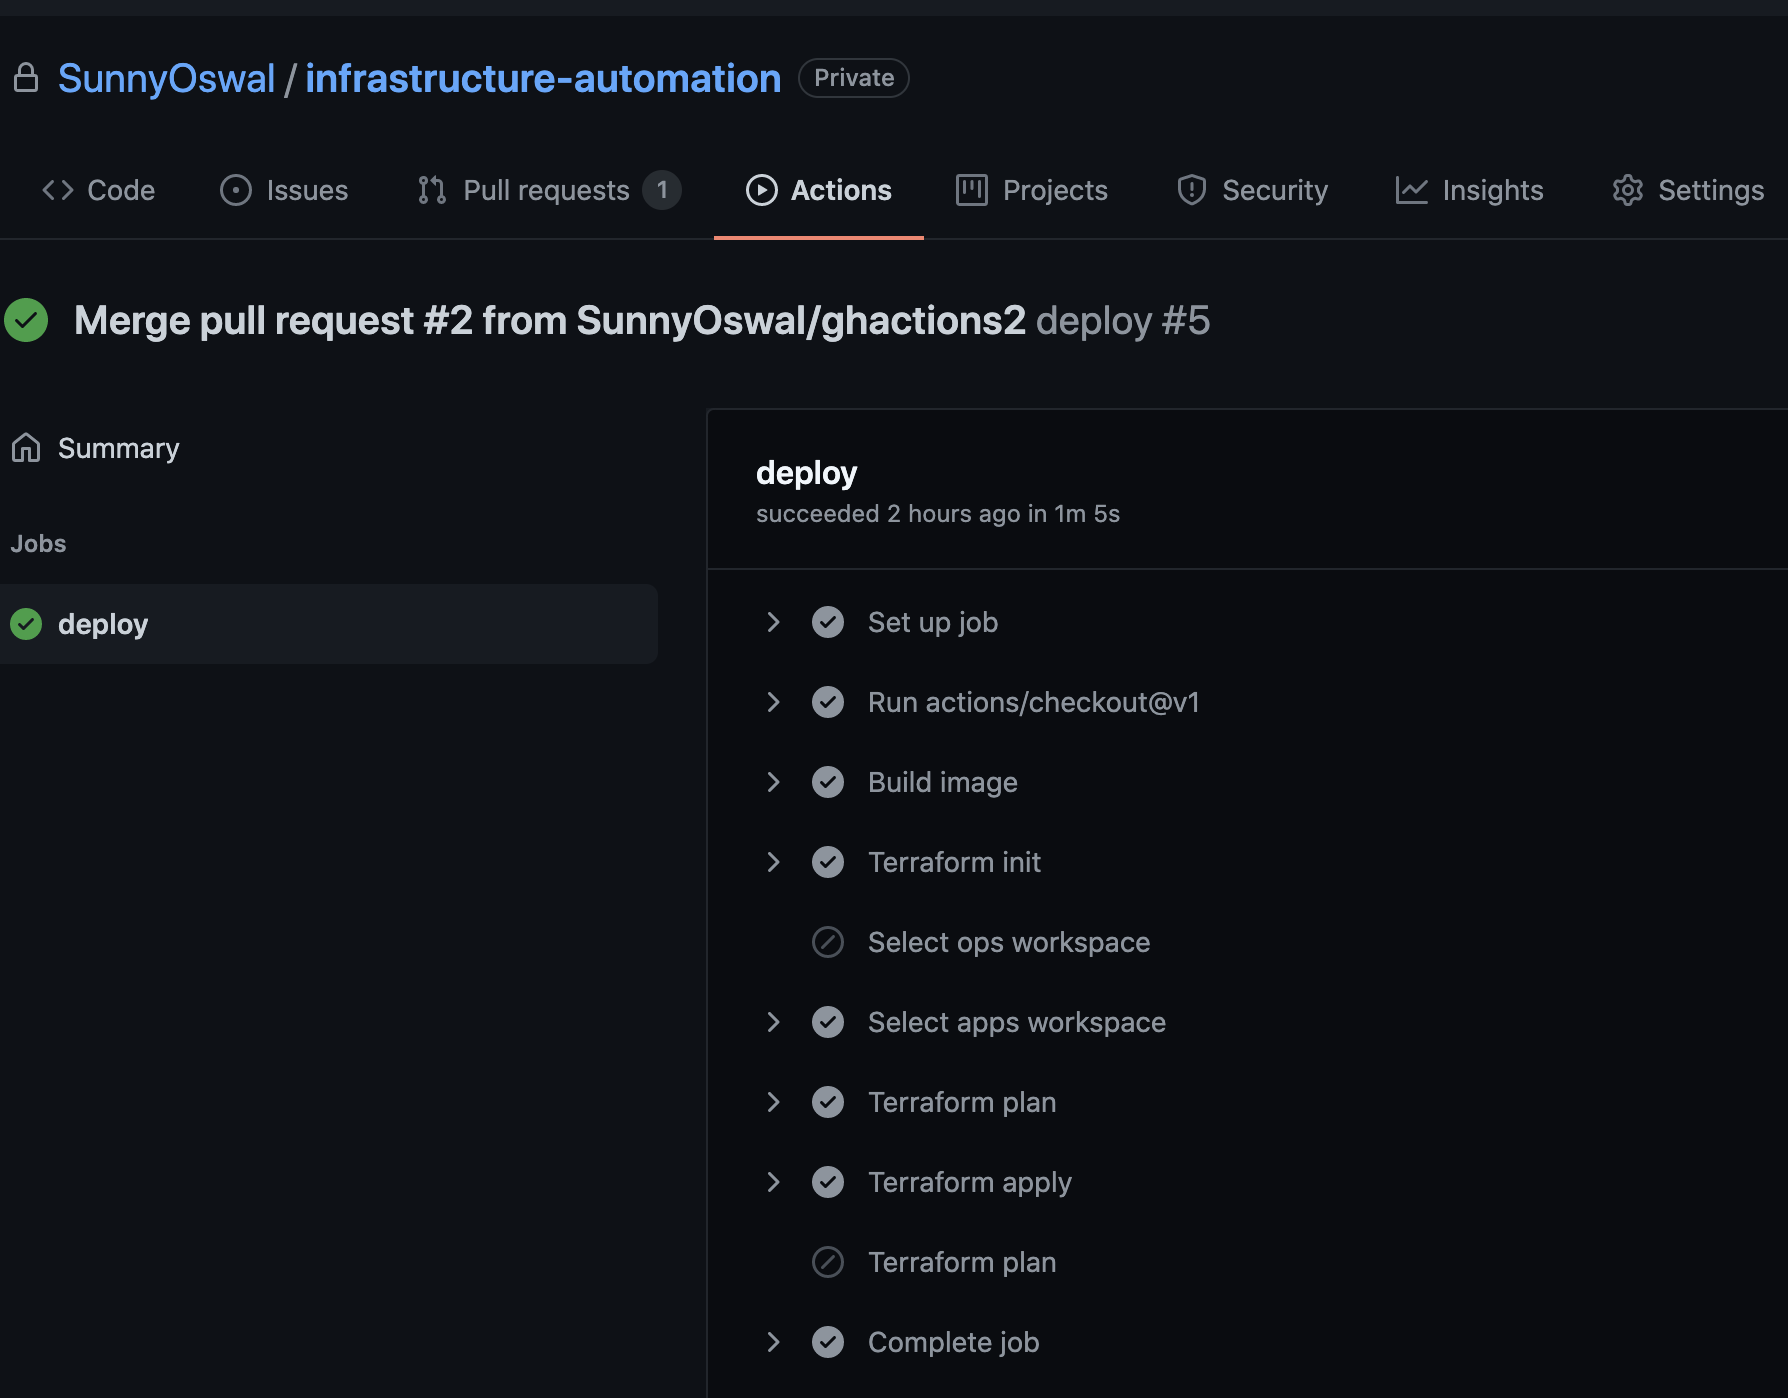 SunnyOswal / infrastructure-automation Private
Code Issues Pull requests 1 Actions Projects Security Insights Settings
Merge pull request #2 from SunnyOswal/ghactions2 deploy #5
Summary
Jobs
deploy
deploy
succeeded 2 hours ago in 1m 5s
Set up job
Run actions/checkout@v1
Build image
Terraform init
Select ops workspace
Select apps workspace
Terraform plan
Terraform apply
Terraform plan
Complete job